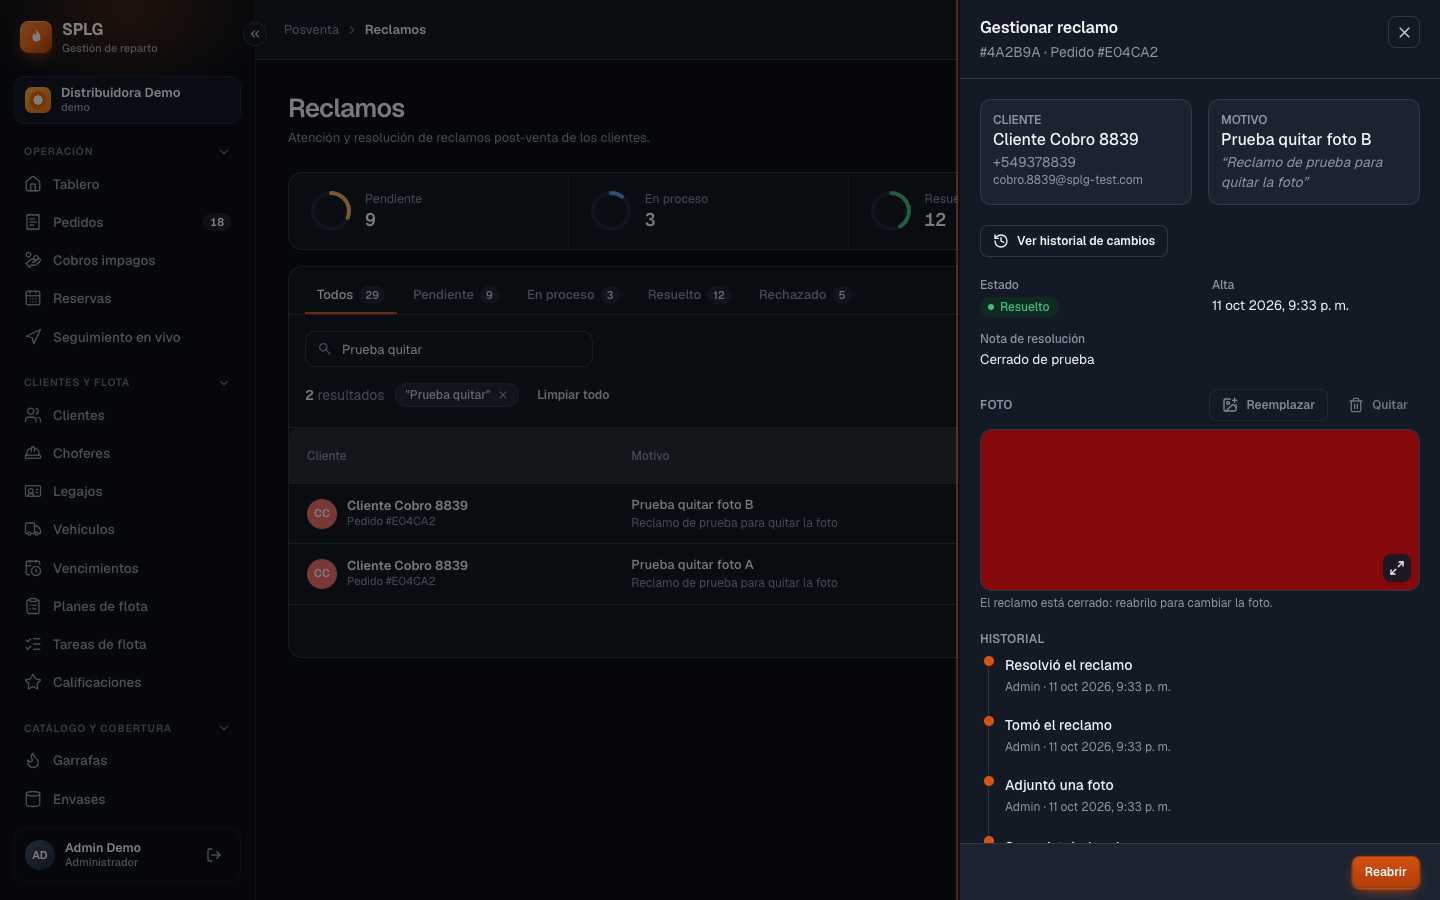 SPLG
Gestión de reparto
Distribuidora Demo
demo
OPERACIÓN
Tablero
Pedidos 18
Cobros impagos
Reservas
Seguimiento en vivo
CLIENTES Y FLOTA
Clientes
Choferes
Legajos
Vehículos
Vencimientos
Planes de flota
Tareas de flota
Calificaciones
CATÁLOGO Y COBERTURA
Garrafas
Envases
AD
Admin Demo
Administrador
Posventa > Reclamos
Reclamos
Atención y resolución de reclamos post-venta de los clientes.
Pendiente
9
En proceso
3
12
Todos 29 Pendiente 9 En proceso 3 Resuelto 12 Rechazado 5
Prueba quitar
2 resultados "Prueba quitar" × Limpiar todo
Cliente Motivo
CC
Cliente Cobro 8839
Pedido #E04CA2
Prueba quitar foto B
Reclamo de prueba para quitar la foto
CC
Cliente Cobro 8839
Pedido #E04CA2
Prueba quitar foto A
Reclamo de prueba para quitar la foto
Gestionar reclamo
#4A2B9A · Pedido #E04CA2
CLIENTE
Cliente Cobro 8839
+549378839
cobro.8839@splg-test.com
MOTIVO
Prueba quitar foto B
“Reclamo de prueba para
quitar la foto”
Ver historial de cambios
Estado
Resuelto
Alta
11 oct 2026, 9:33 p. m.
Nota de resolución
Cerrado de prueba
FOTO
Reemplazar
Quitar
El reclamo está cerrado: reabrilo para cambiar la foto.
HISTORIAL
Resolvió el reclamo
Admin · 11 oct 2026, 9:33 p. m.
Tomó el reclamo
Admin · 11 oct 2026, 9:33 p. m.
Adjuntó una foto
Admin · 11 oct 2026, 9:33 p. m.
Reabrir